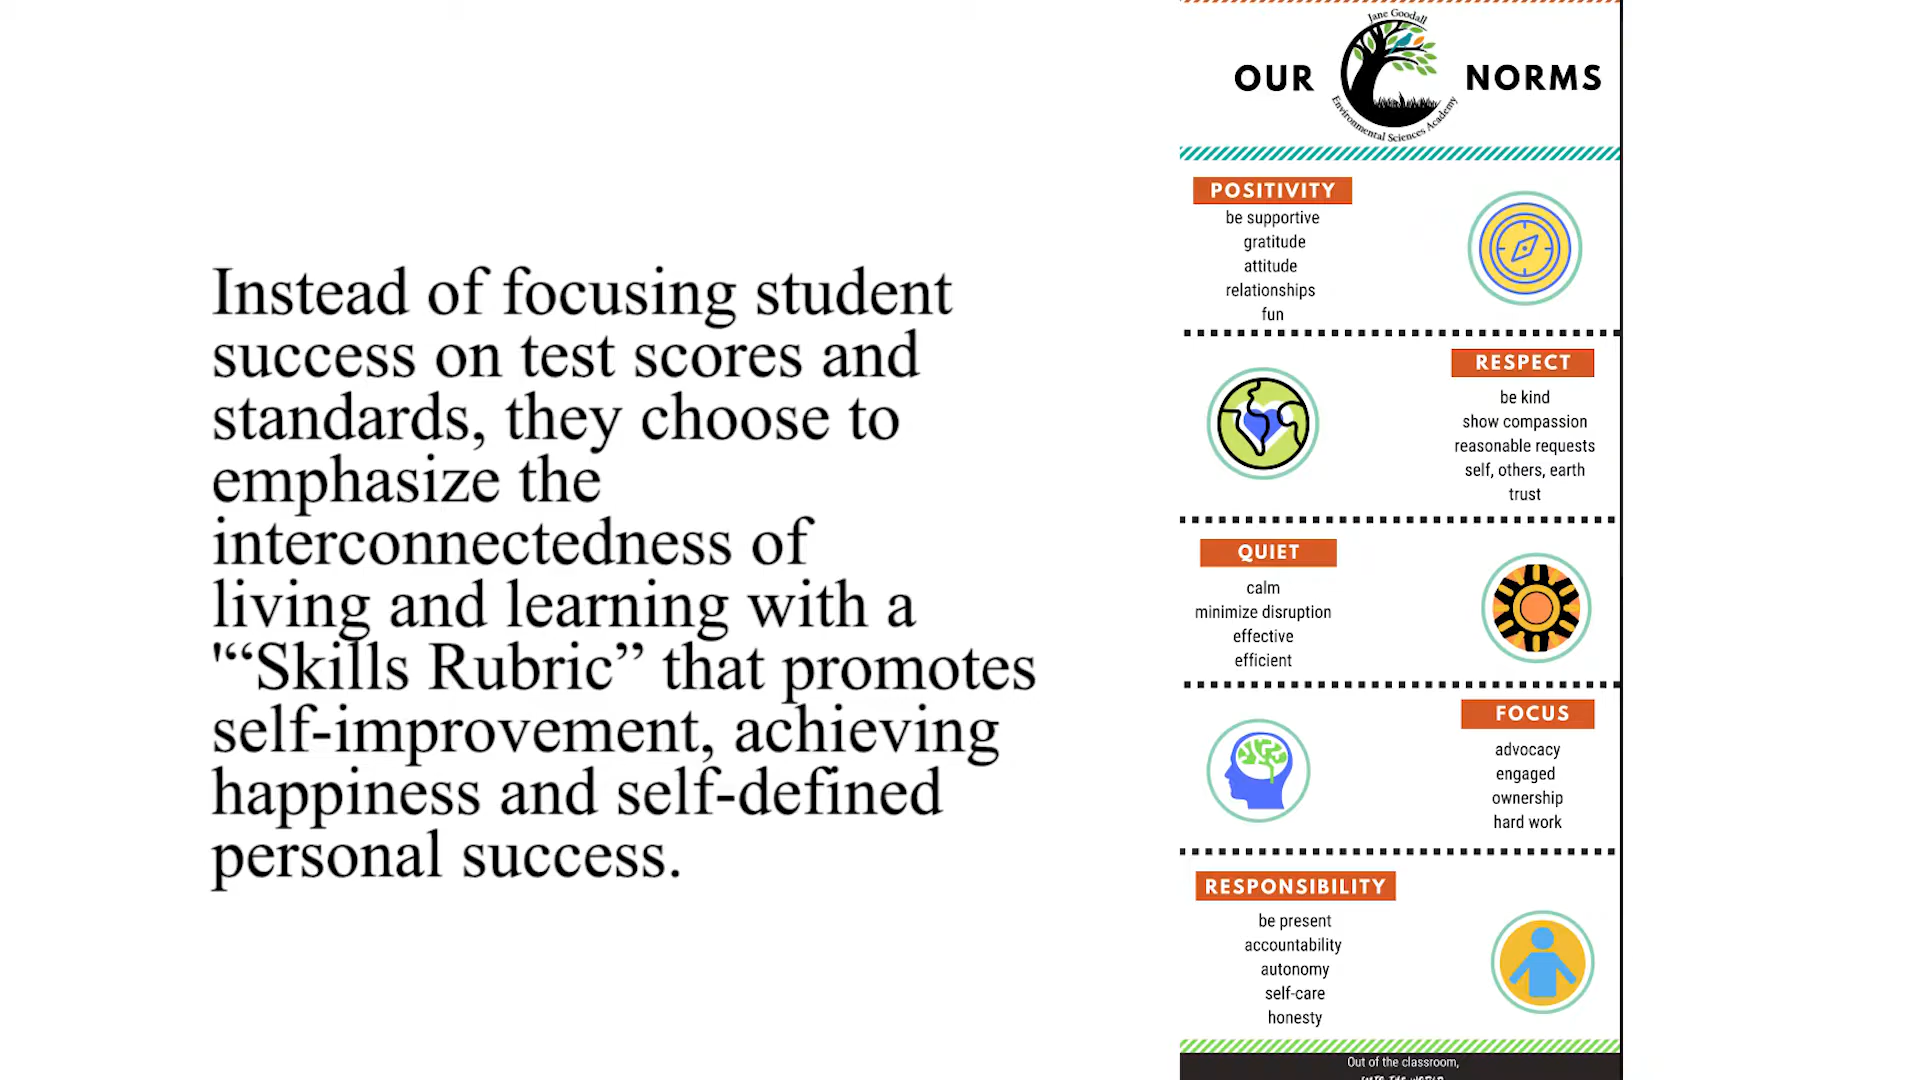 Instead of focusing student
success on test scores and
standards, they choose to
emphasize the
interconnectedness of
living and learning with a
'“Skills Rubric” that promotes
self-improvement, achieving
happiness and self-defined
personal success.
Jane Goodall
OUR NORMS
Environmental Sciences Academy
POSITIVITY
be supportive
gratitude
attitude
relationships
fun
RESPECT
be kind
show compassion
reasonable requests
self, others, earth
trust
QUIET
calm
minimize disruption
effective
efficient
FOCUS
advocacy
engaged
ownership
hard work
RESPONSIBILITY
be present
accountability
autonomy
self-care
honesty
Out of the classroom,
INTO THE WORLD